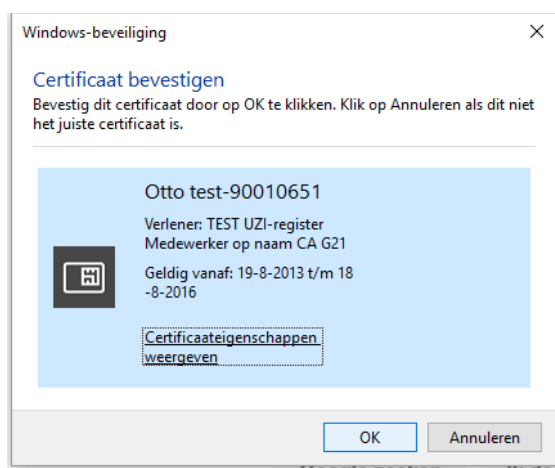 Windows-beveiliging
Certificaat bevestigen
Bevestig dit certificaat door op OK te klikken. Klik op Annuleren als dit niet
het juiste certificaat is.
Otto test-90010651
Verlener: TEST UZI-register
Medewerker op naam CA G21
Geldig vanaf: 19-8-2013 t/m 18
-8-2016
Certificaateigenschappen
weergeven
OK
Annuleren